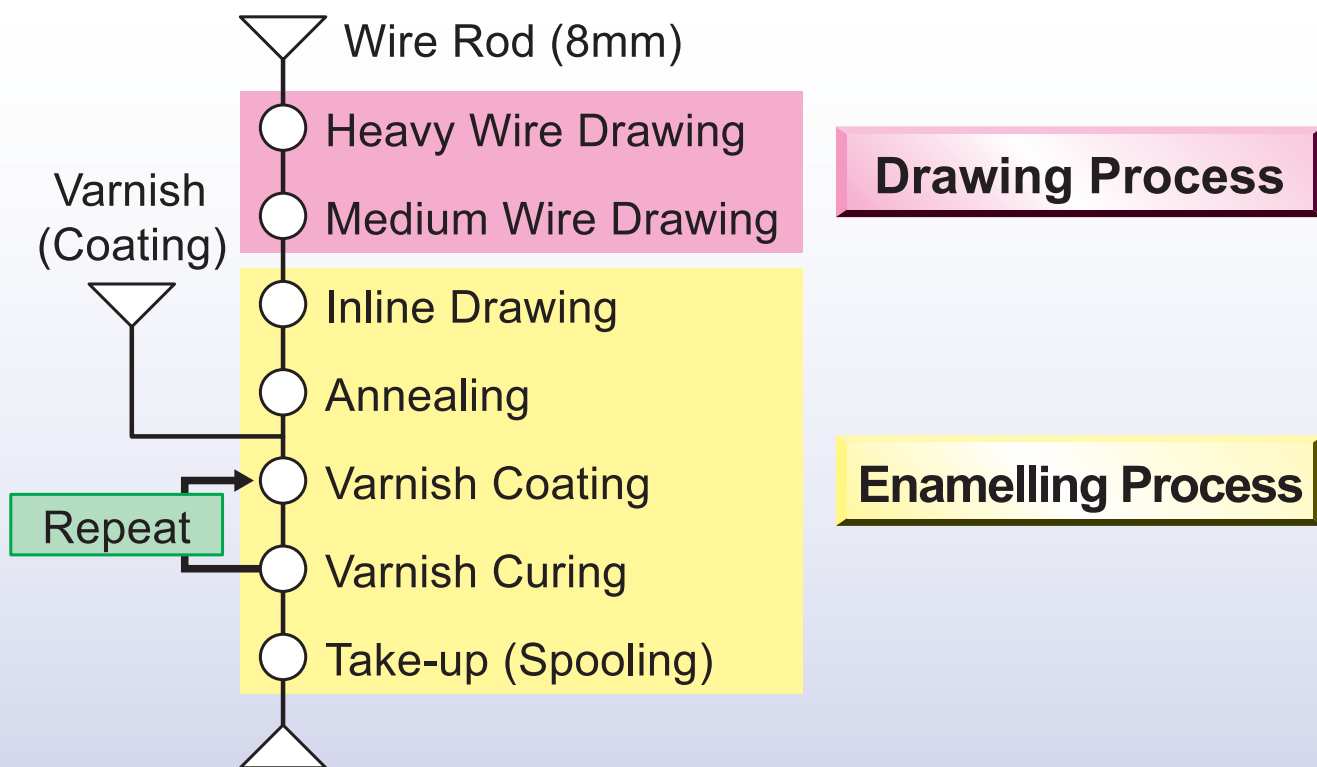 Wire Rod (8mm)
Heavy Wire Drawing
Medium Wire Drawing
Drawing Process
Varnish
(Coating)
Inline Drawing
Annealing
Varnish Coating
Repeat
Varnish Curing
Take-up (Spooling)
Enamelling Process